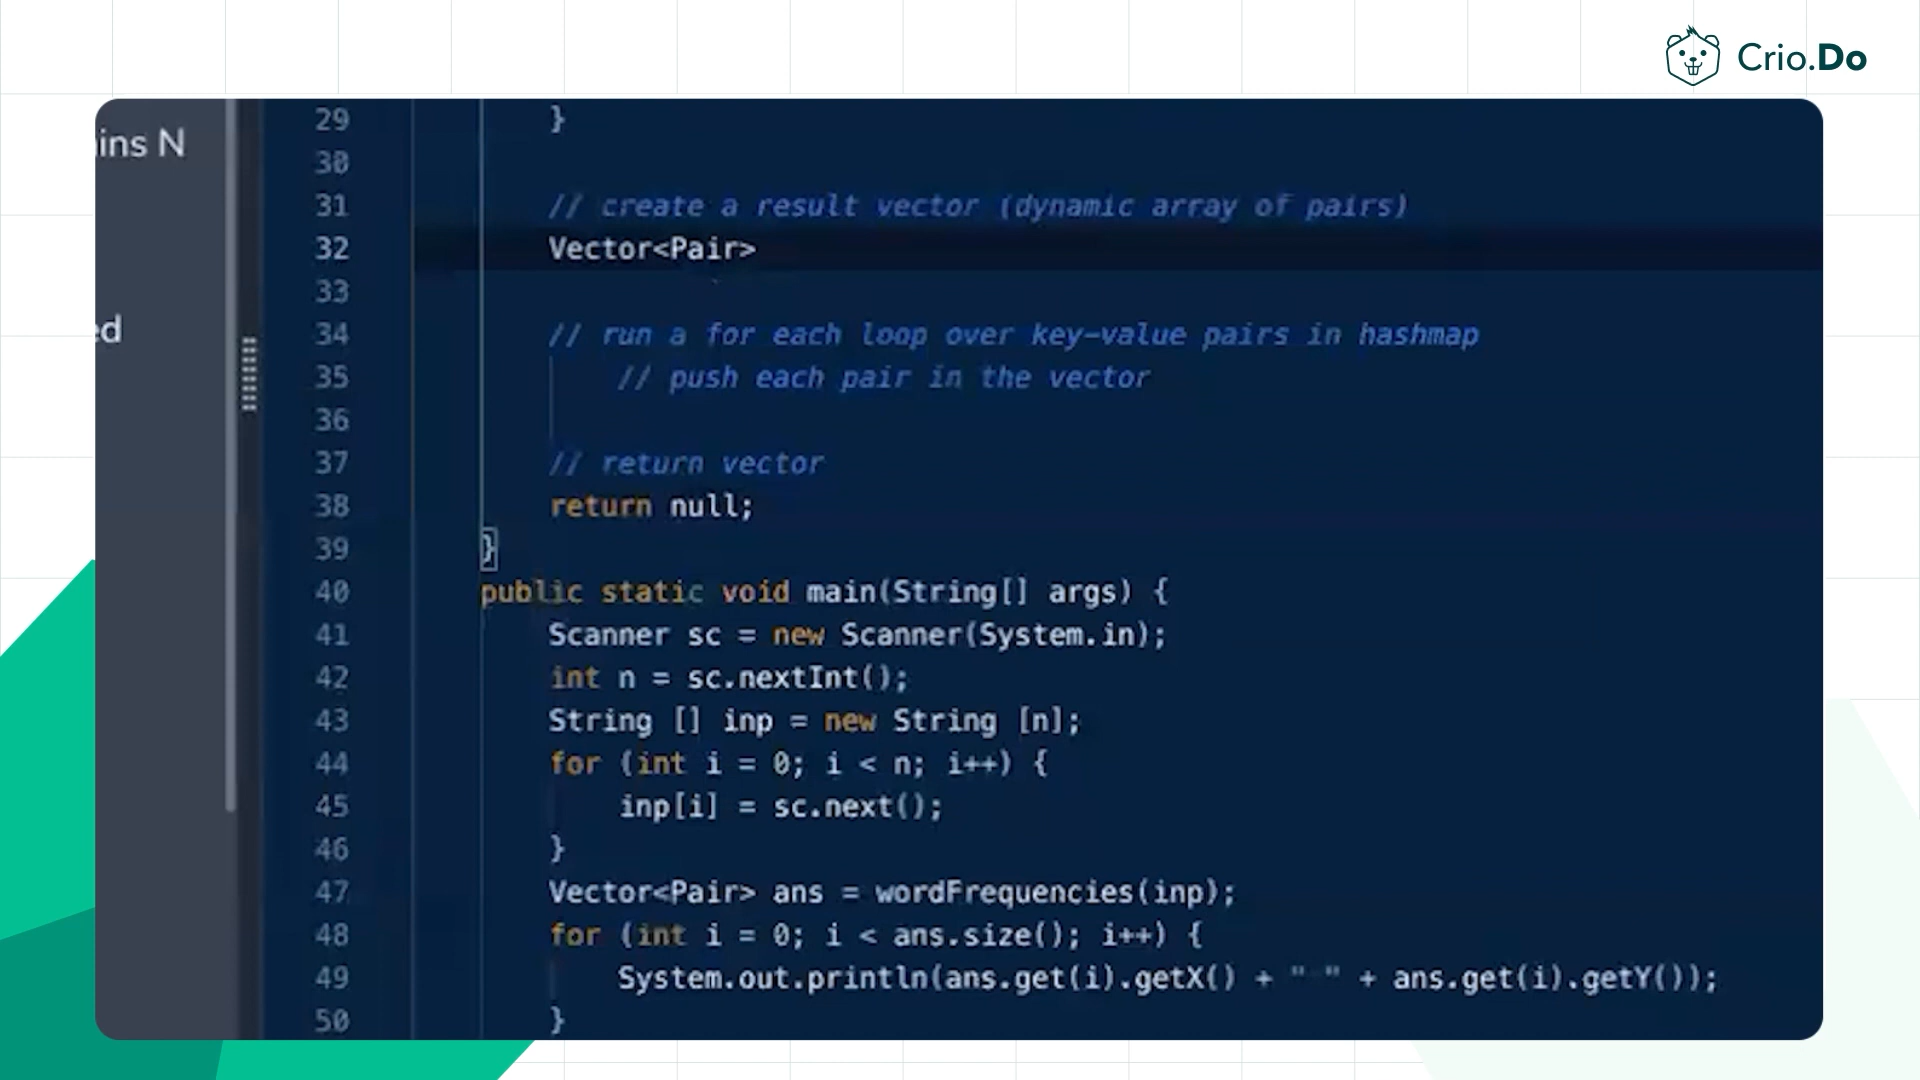 Crio.Do
ins N
ed
29 }
30
31 // create a result vector (dynamic array of pairs)
32 Vector<Pair>
33
34 // run a for each loop over key-value pairs in hashmap
35 // push each pair in the vector
36
37 // return vector
38 return null;
39 }
40 public static void main(String[] args) {
41 Scanner sc = new Scanner(System.in);
42 int n = sc.nextInt();
43 String [] inp = new String [n];
44 for (int i = 0; i < n; i++) {
45 inp[i] = sc.next();
46 }
47 Vector<Pair> ans = wordFrequencies(inp);
48 for (int i = 0; i < ans.size(); i++) {
49 System.out.println(ans.get(i).getX() + " " + ans.get(i).getY());
50 }